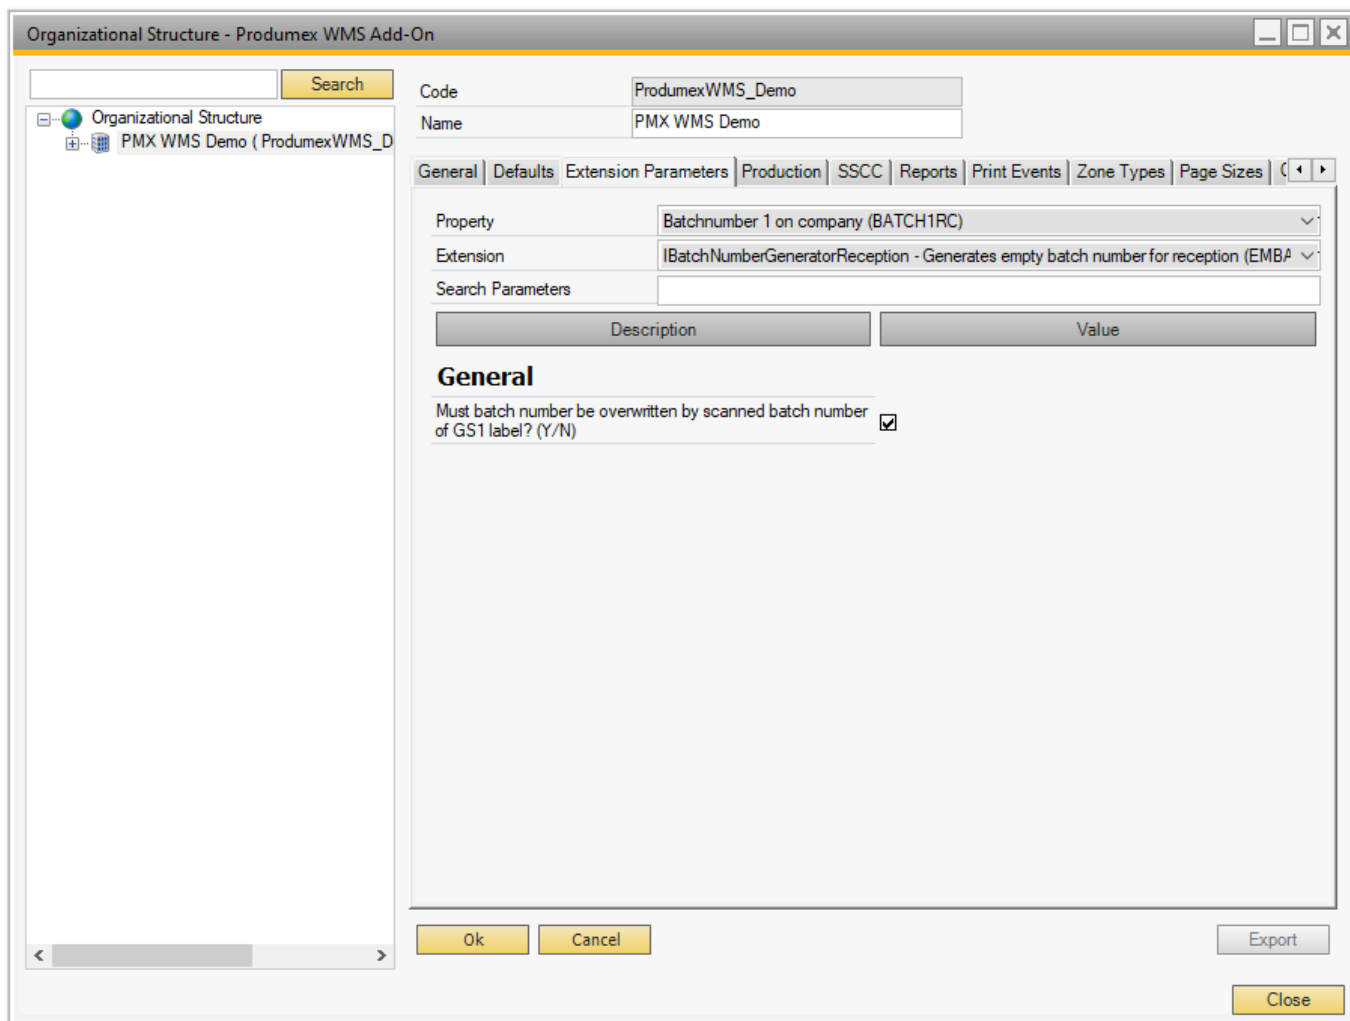 Organizational Structure - Produmex WMS Add-On
Search
Organizational Structure
PMX WMS Demo ( ProdumexWMS_D
Code
ProdumexWMS_Demo
Name
PMX WMS Demo
General
Defaults
Extension Parameters
Production
SSCC
Reports
Print Events
Zone Types
Page Sizes
Property
Batchnumber 1 on company (BATCH1RC)
Extension
IBatchNumberGeneratorReception - Generates empty batch number for reception (EMBA
Search Parameters
Description
Value
General
Must batch number be overwritten by scanned batch number
of GS1 label? (Y/N)
Ok
Cancel
Export
Close